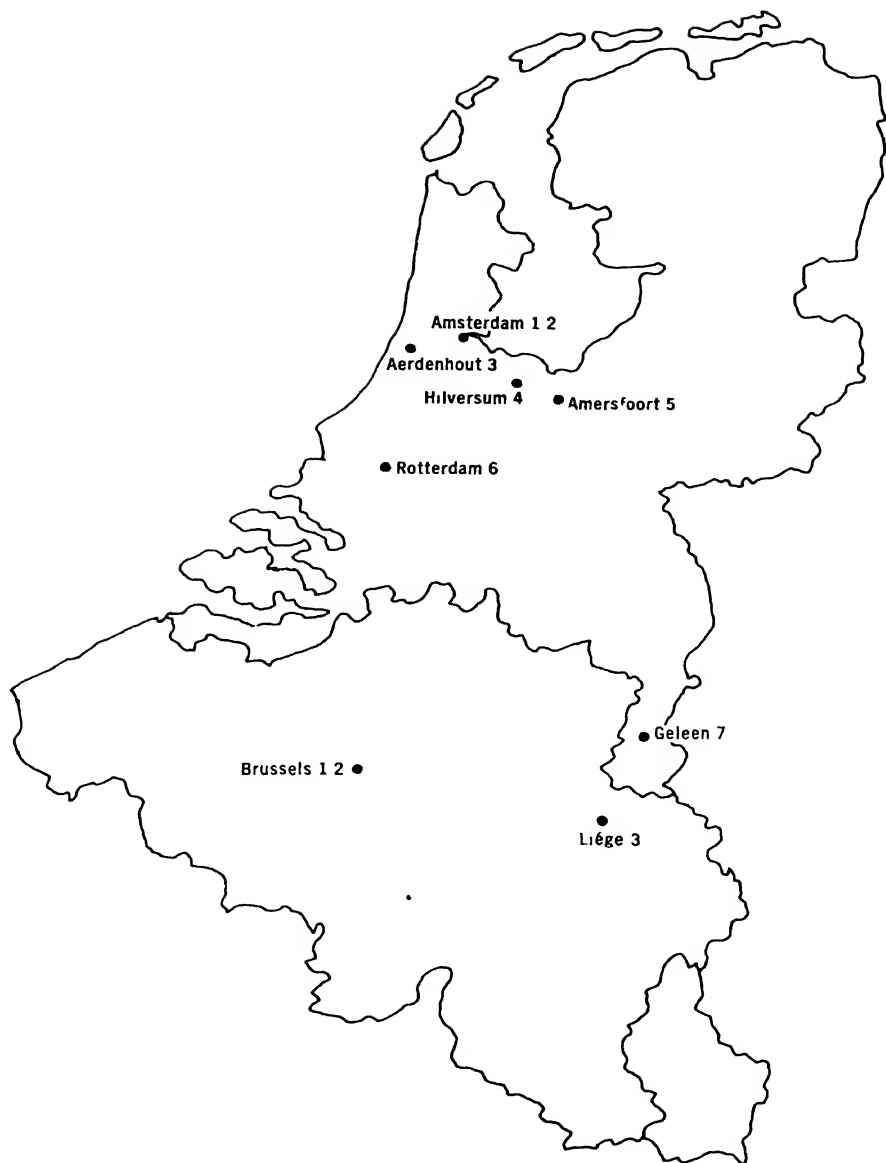 Amsterdam 1 2
Aerdenhout 3
Hilversum 4
Amersfoort 5
Rotterdam 6
Geleen 7
Brussels 1 2
Liége 3